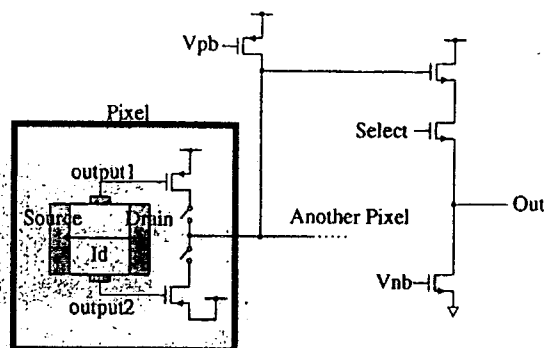 Vpb
Pixel
Select
output1
Source
Drain
Another Pixel
Out
Id
Vnb
output2